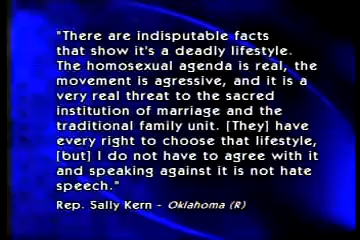 "There are indisputable facts
that show it's a deadly lifestyle.
The homosexual agenda is real, the
movement is agressive, and it is a
very real threat to the sacred
institution of marriage and the
traditional family unit. [They] have
every right to choose that lifestyle,
[but] I do not have to agree with it
and speaking against it is not hate
speech."
Rep. Sally Kern - Oklahoma (R)